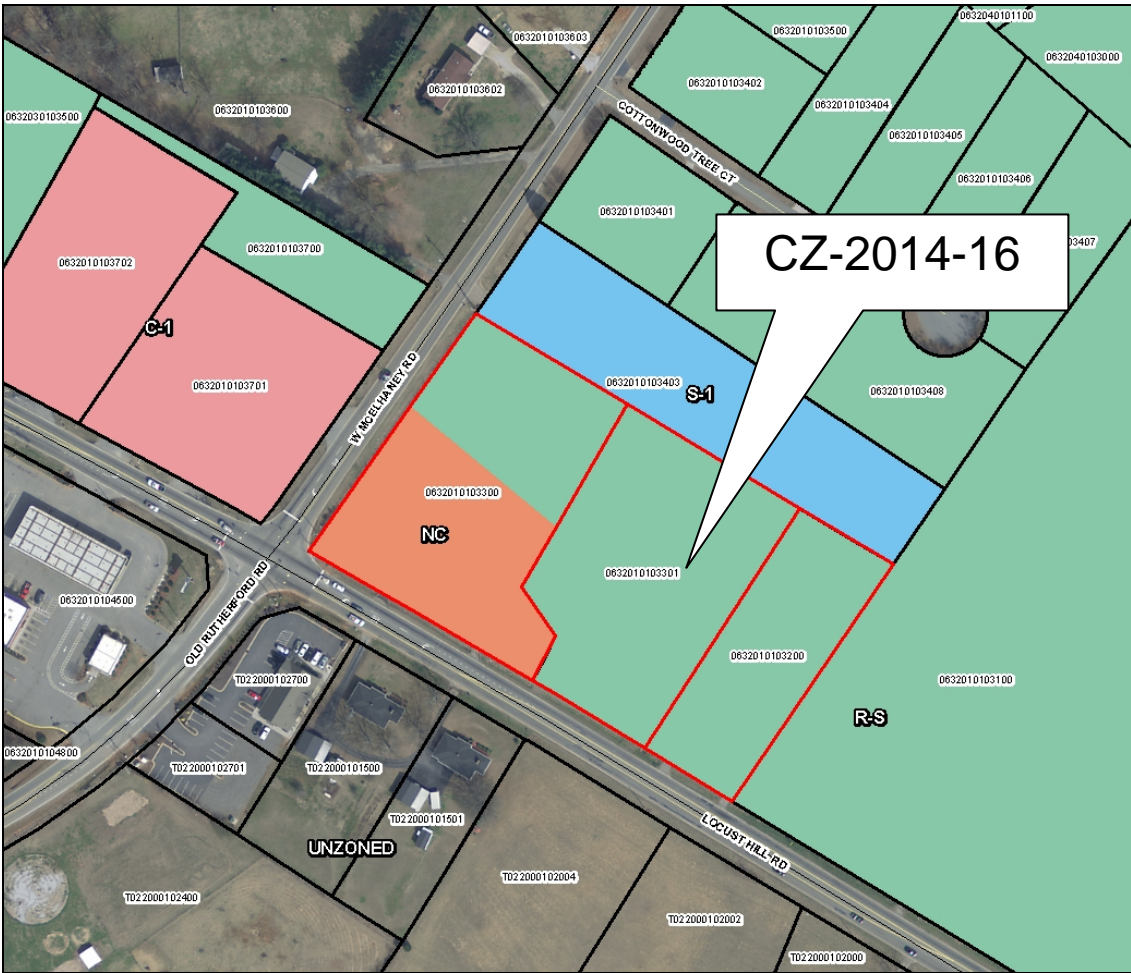 0632040101100
0632010103603
0632010103500
0632040103000
0632010103602
0632010103402
0632010103404
0632010103600
0632030103500
COTTONWOOD TREE CT
0632010103405
0632010103406
0632010103401
CZ-2014-16
03407
0632010103700
0632010103702
C-1
0632010103701
W MCELHANEY RD
0632010103403
S-1
0632010103408
0632010103300
NC
0632010103301
0632010104500
OLD RUTHERFORD RD
0632010103200
T022000102700
0632010103100
R-S
0632010104800
T022000102701
T022000101500
T022000101501
LOCUST HILL RD
UNZONED
T022000102004
T022000102400
T022000102002
T022000102000